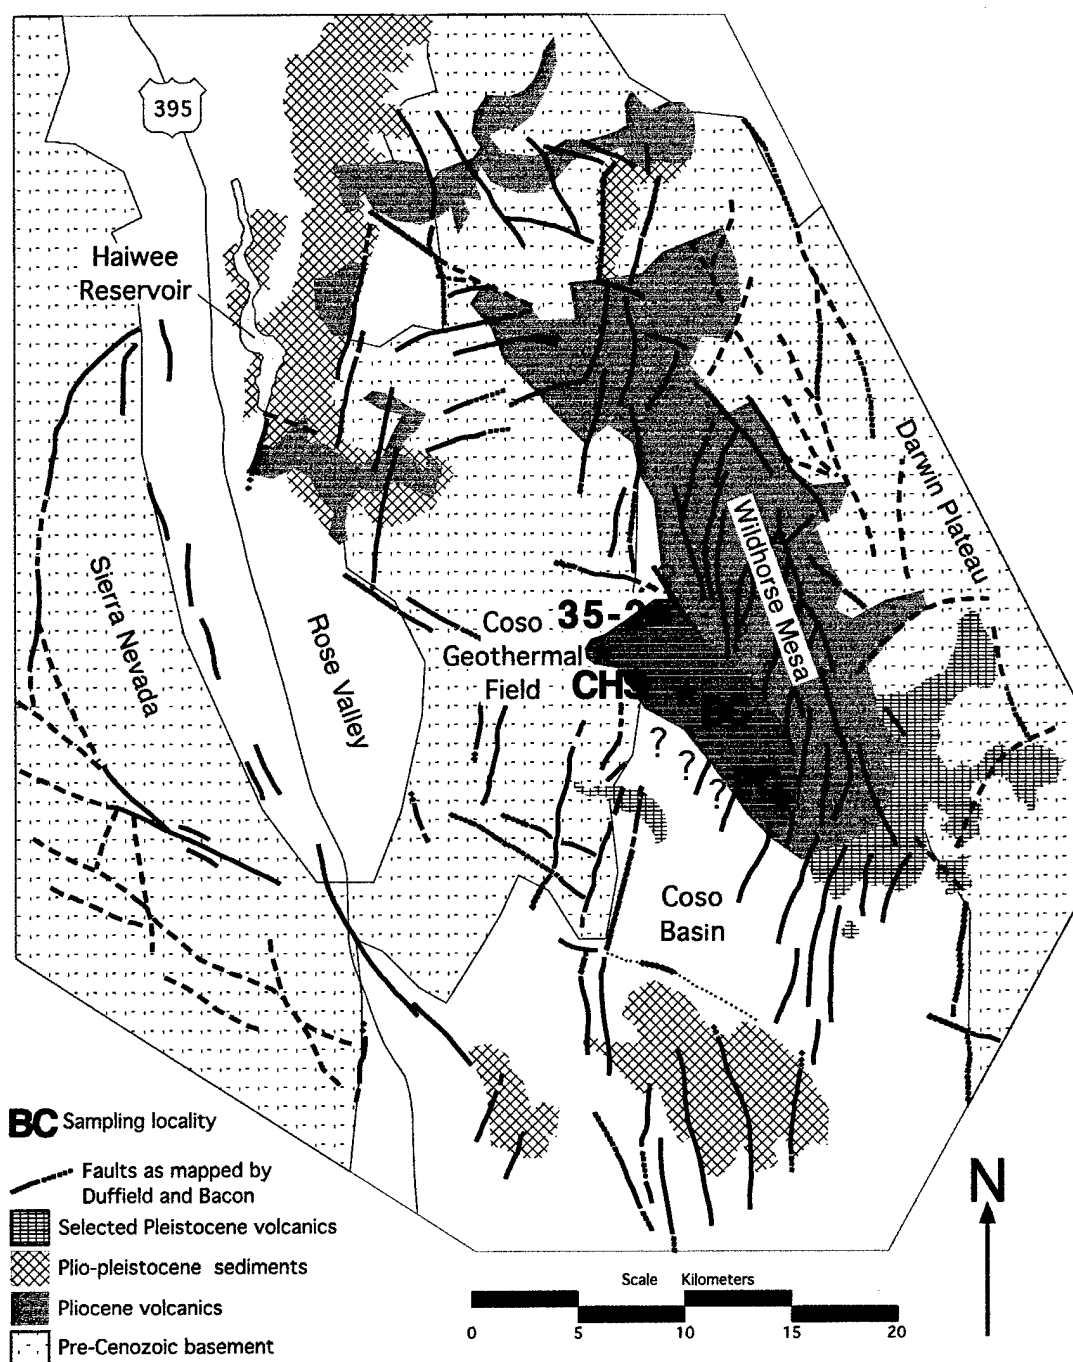 395
Haiwee
Reservoir
Darwin Plateau
Wildhorse Mesa
Sierra Nevada
Rose Valley
Coso
Geothermal
Field
35-2
CHS
?
?
?
Coso
Basin
BC Sampling locality
Faults as mapped by
Duffield and Bacon
Selected Pleistocene volcanics
Plio-pleistocene sediments
Pliocene volcanics
Pre-Cenozoic basement
N
Scale Kilometers
0 5 10 15 20